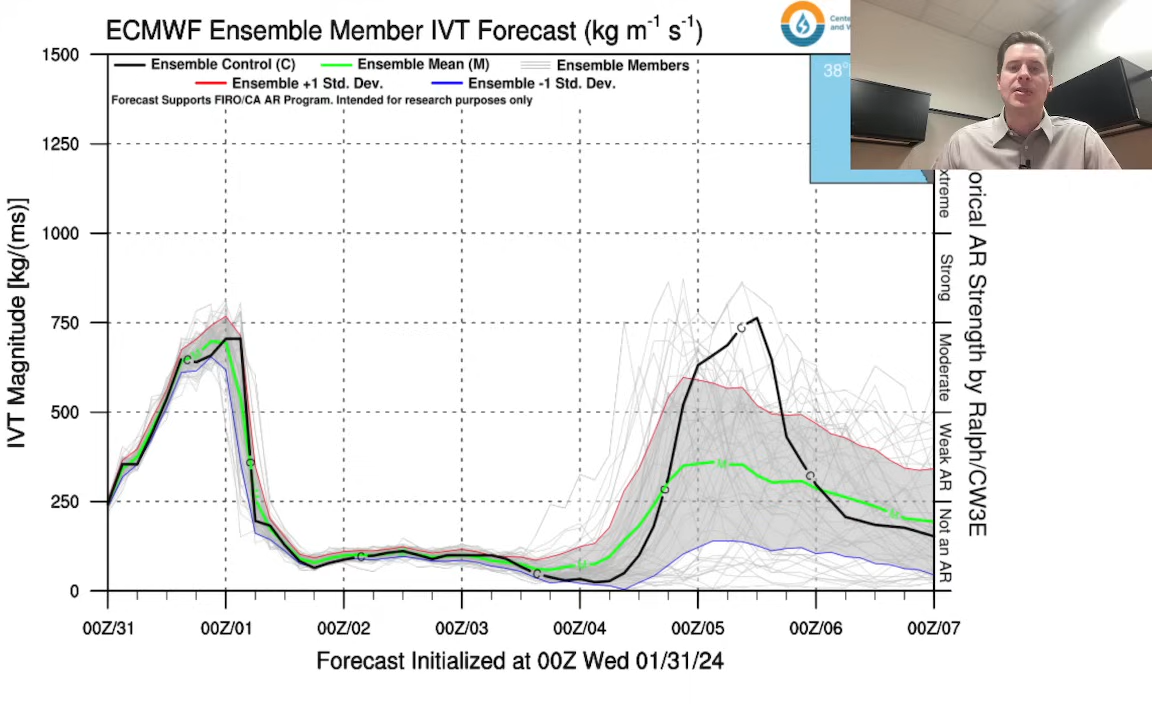 ECMWF Ensemble Member IVT Forecast (kg m⁻¹ s⁻¹)
1500
Ensemble Control (C)
Ensemble Mean (M)
Ensemble Members
Ensemble +1 Std. Dev.
Ensemble -1 Std. Dev.
Forecast Supports FIRO/CA AR Program. Intended for research purposes only
38°
1250
1000
750
500
250
0
IVT Magnitude [kg/(ms)]
C
C
C
C
C
C
C
M
M
M
Strong
Moderate
Weak AR
Not an AR
by Ralph/CW3E
AR Strength
00Z/31
00Z/01
00Z/02
00Z/03
00Z/04
00Z/05
00Z/06
00Z/07
Forecast Initialized at 00Z Wed 01/31/24